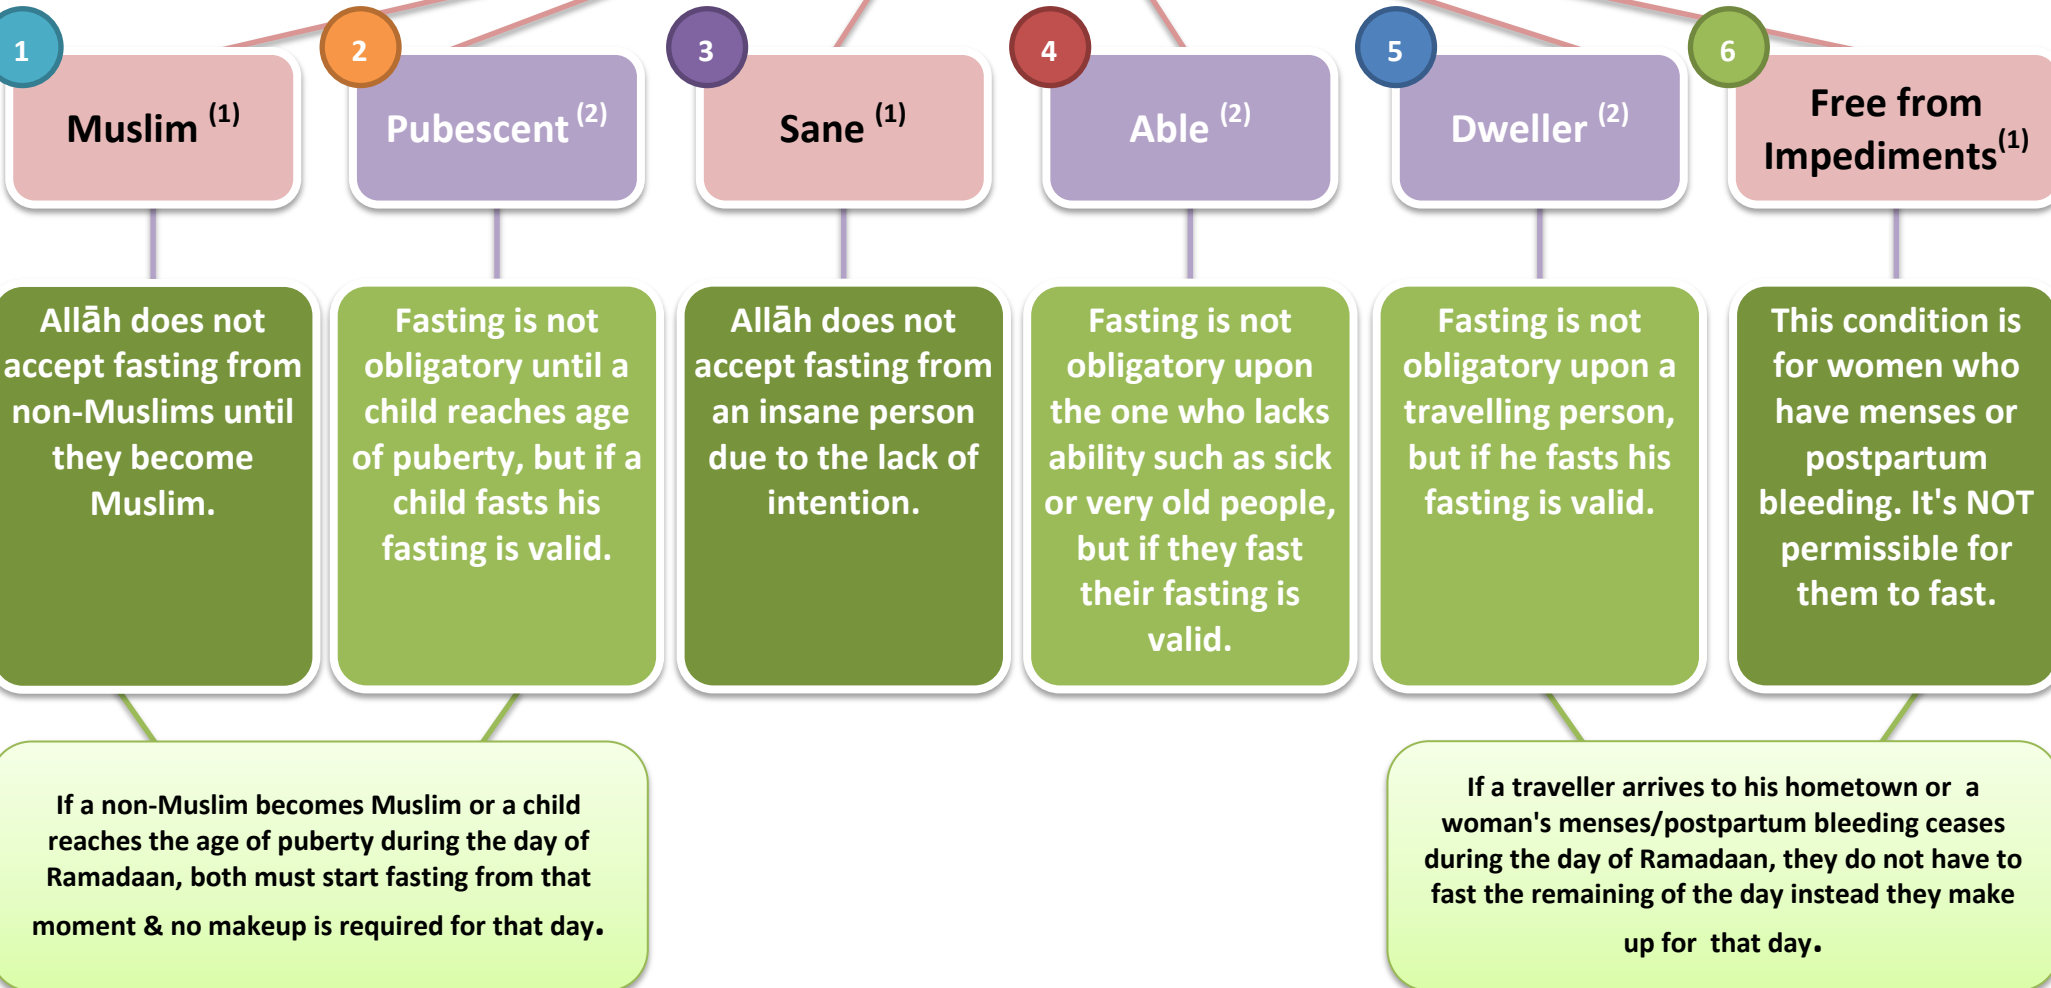 1
Muslim (1)
2
Pubescent (2)
3
Sane (1)
4
Able (2)
5
Dweller (2)
6
Free from
Impediments(1)
Allāh does not
accept fasting from
non-Muslims until
they become
Muslim.
Fasting is not
obligatory until a
child reaches age
of puberty, but if a
child fasts his
fasting is valid.
Allāh does not
accept fasting from
an insane person
due to the lack of
intention.
Fasting is not
obligatory upon
the one who lacks
ability such as sick
or very old people,
but if they fast
their fasting is
valid.
Fasting is not
obligatory upon a
travelling person,
but if he fasts his
fasting is valid.
This condition is
for women who
have menses or
postpartum
bleeding. It's NOT
permissible for
them to fast.
If a non-Muslim becomes Muslim or a child
reaches the age of puberty during the day of
Ramadaan, both must start fasting from that
moment & no makeup is required for that day.
If a traveller arrives to his hometown or a
woman's menses/postpartum bleeding ceases
during the day of Ramadaan, they do not have to
fast the remaining of the day instead they make
up for that day.